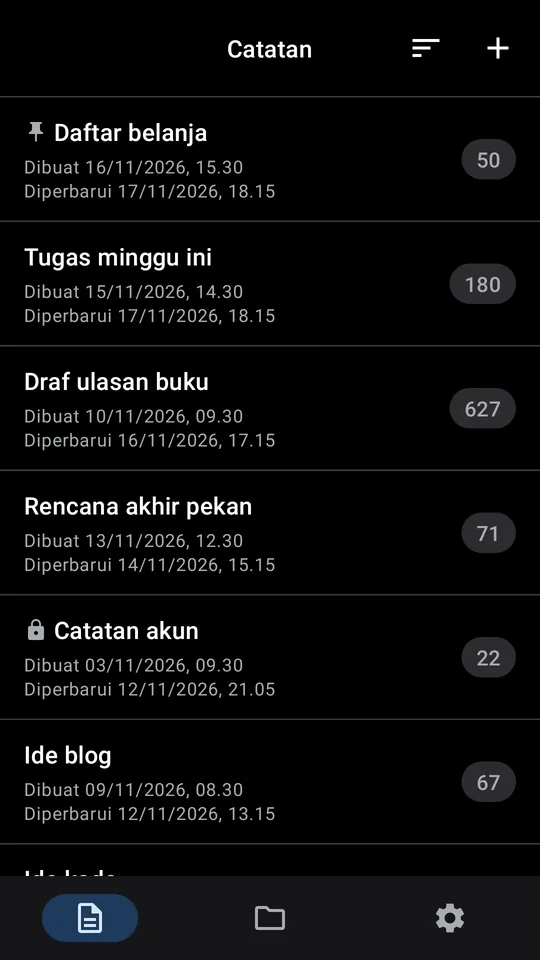 Catatan
Daftar belanja
Dibuat 16/11/2026, 15.30
Diperbarui 17/11/2026, 18.15
50
Tugas minggu ini
Dibuat 15/11/2026, 14.30
Diperbarui 17/11/2026, 18.15
180
Draf ulasan buku
Dibuat 10/11/2026, 09.30
Diperbarui 16/11/2026, 17.15
627
Rencana akhir pekan
Dibuat 13/11/2026, 12.30
Diperbarui 14/11/2026, 15.15
71
Catatan akun
Dibuat 03/11/2026, 09.30
Diperbarui 12/11/2026, 21.05
22
Ide blog
Dibuat 09/11/2026, 08.30
Diperbarui 12/11/2026, 13.15
67
Ide kado